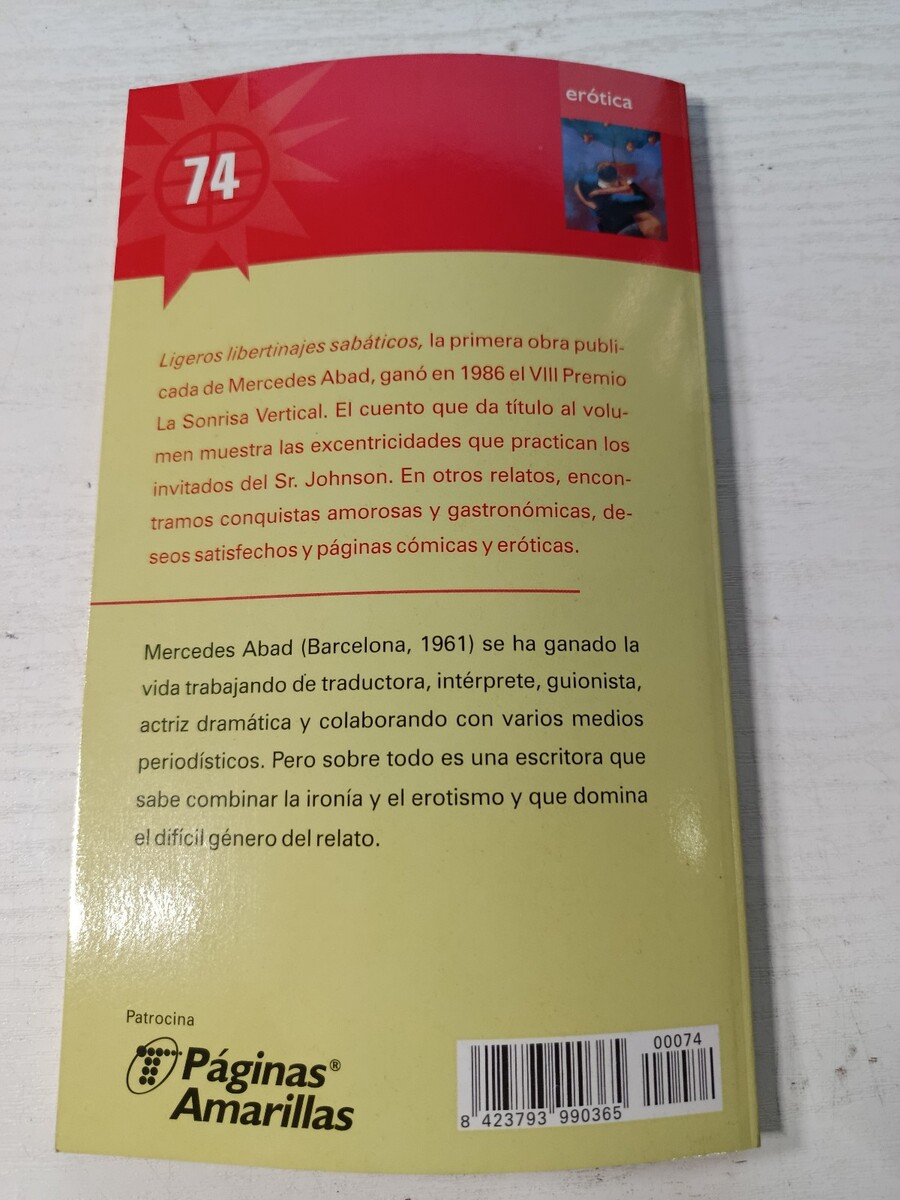 erótica
74
Ligeros libertinajes sabáticos, la primera obra publi-
cada de Mercedes Abad, ganó en 1986 el VIII Premio
La Sonrisa Vertical. El cuento que da título al volu-
men muestra las excentricidades que practican los
invitados del Sr. Johnson. En otros relatos, encon-
tramos conquistas amorosas y gastronómicas, de-
seos satisfechos y páginas cómicas y eróticas.
Mercedes Abad (Barcelona, 1961) se ha ganado la
vida trabajando de traductora, intérprete, guionista,
actriz dramática y colaborando con varios medios
periodísticos. Pero sobre todo es una escritora que
sabe combinar la ironía y el erotismo y que domina
el difícil género del relato.
Patrocina
Páginas®
Amarillas
00074
8 423793 990365